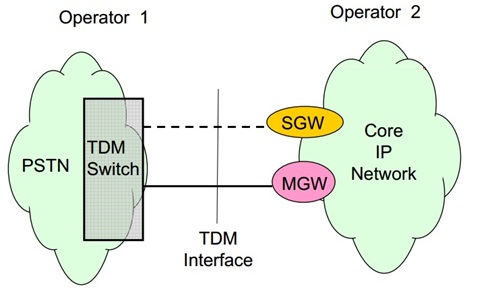 Operator 1
Operator 2
PSTN
TDM
Switch
SGW
MGW
Core
IP
Network
TDM
Interface